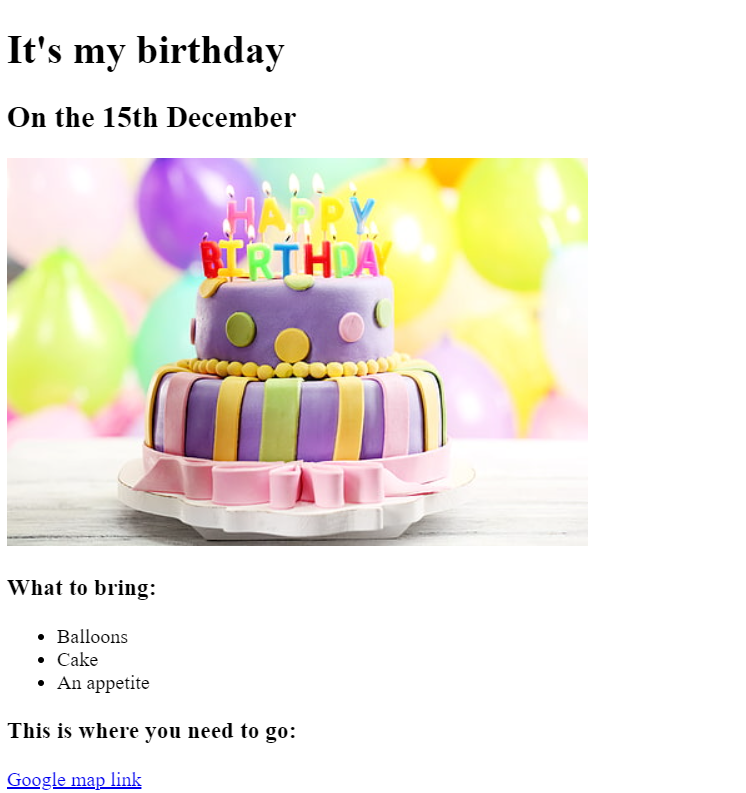 It's my birthday
On the 15th December
HAPPY
BIRTHDAY
What to bring:
Balloons
Cake
An appetite
This is where you need to go:
Google map link